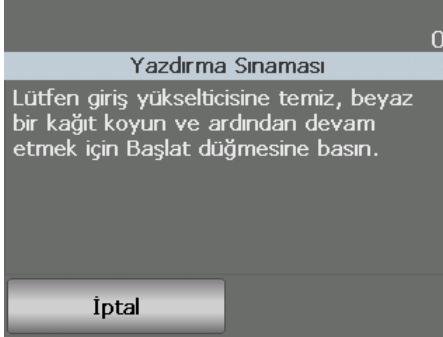 0
Yazdırma Sınaması
Lütfen giriş yükselticisine temiz, beyaz
bir kağıt koyun ve ardından devam
etmek için Başlat düğmesine basın.
İptal